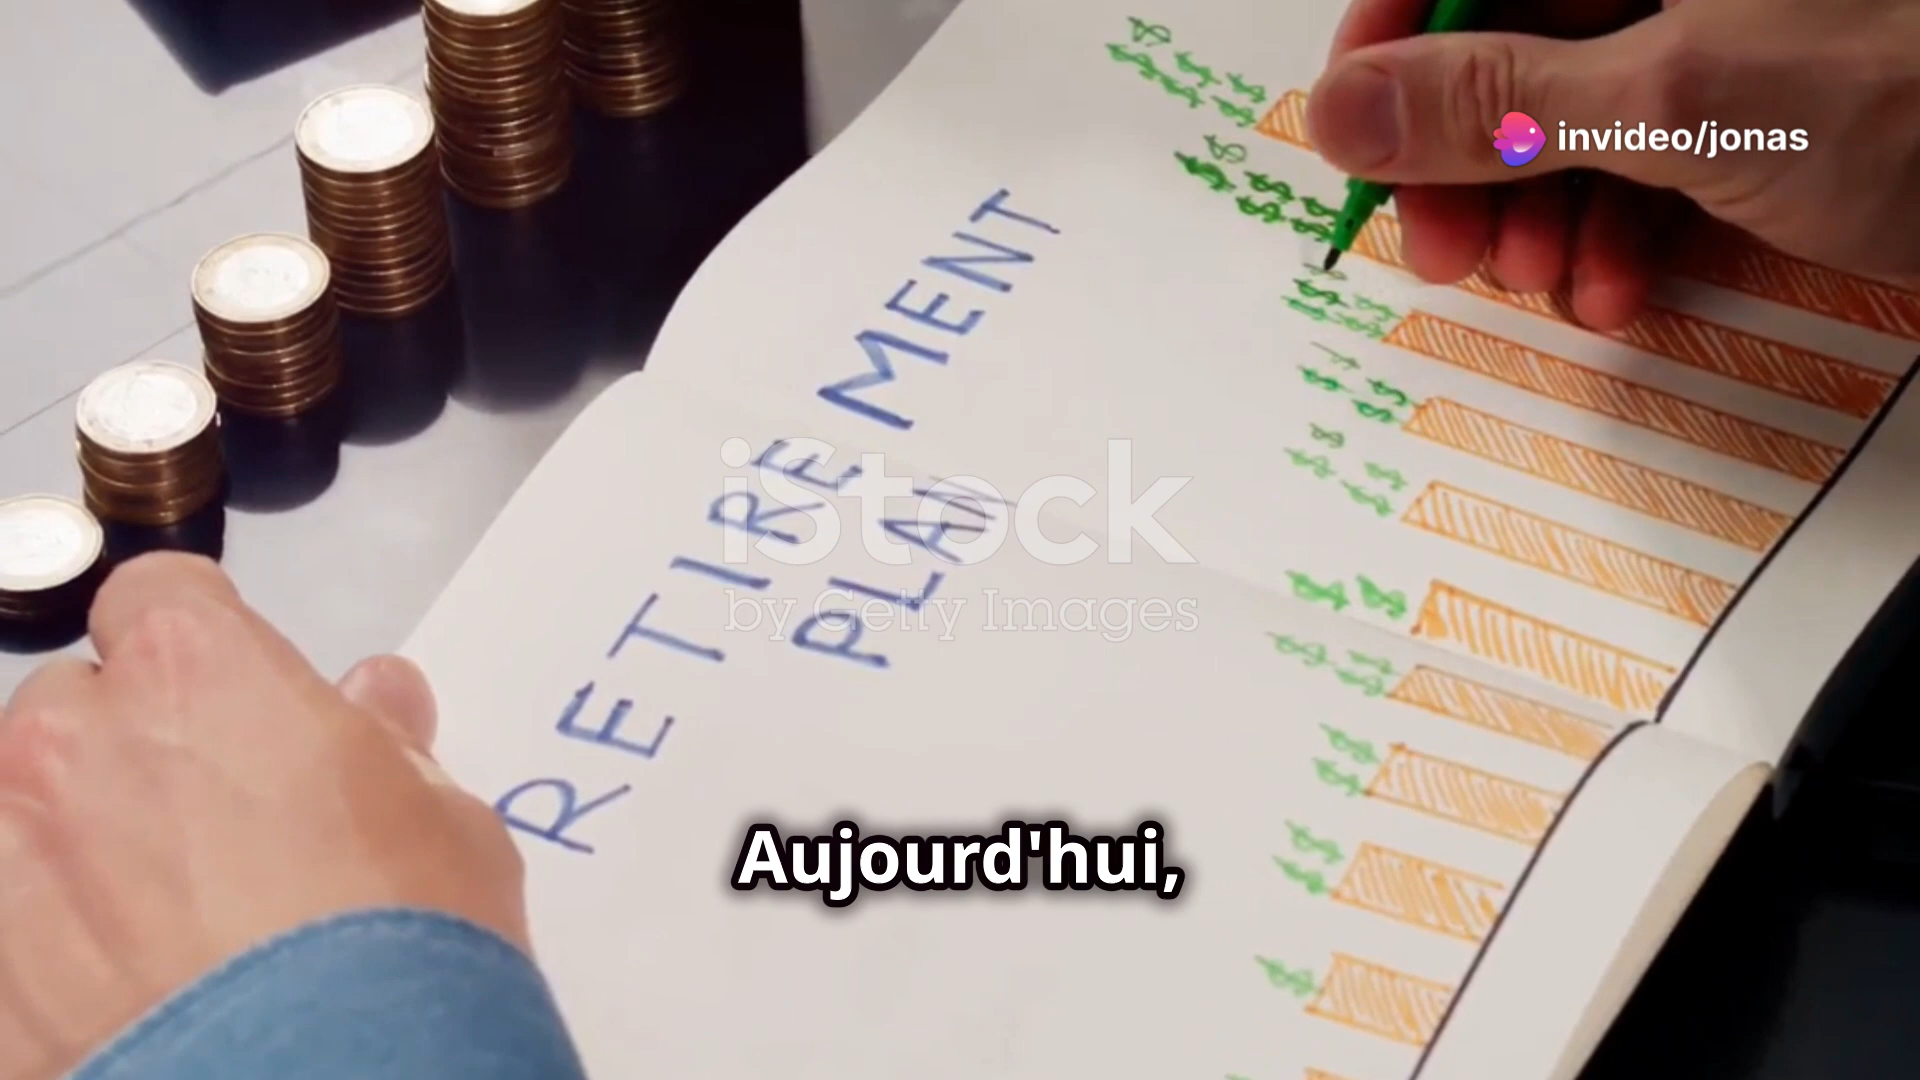 invideo/jonas
RETIREMENT
PLAN
iStock
by Getty Images
Aujourd'hui,